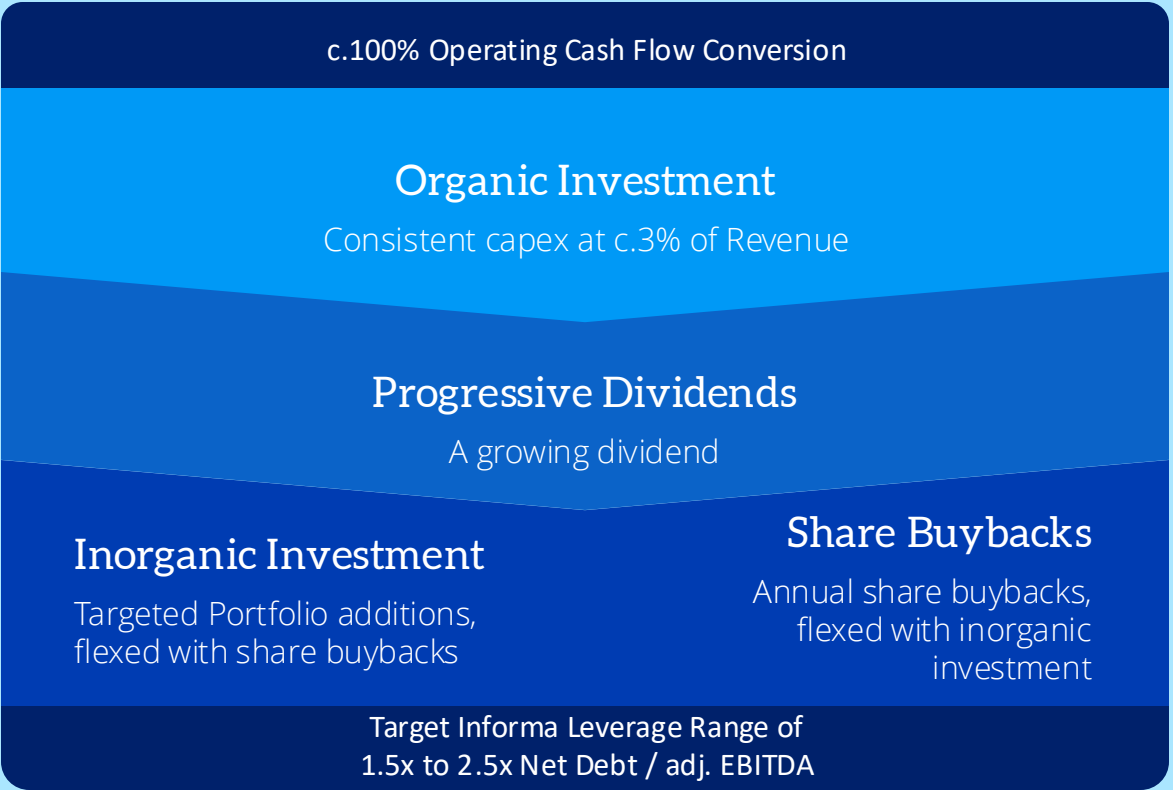 c.100% Operating Cash Flow Conversion
Organic Investment
Consistent capex at c.3% of Revenue
Progressive Dividends
A growing dividend
Inorganic Investment
Targeted Portfolio additions,
flexed with share buybacks
Share Buybacks
Annual share buybacks,
flexed with inorganic
investment
Target Informa Leverage Range of
1.5x to 2.5x Net Debt / adj. EBITDA